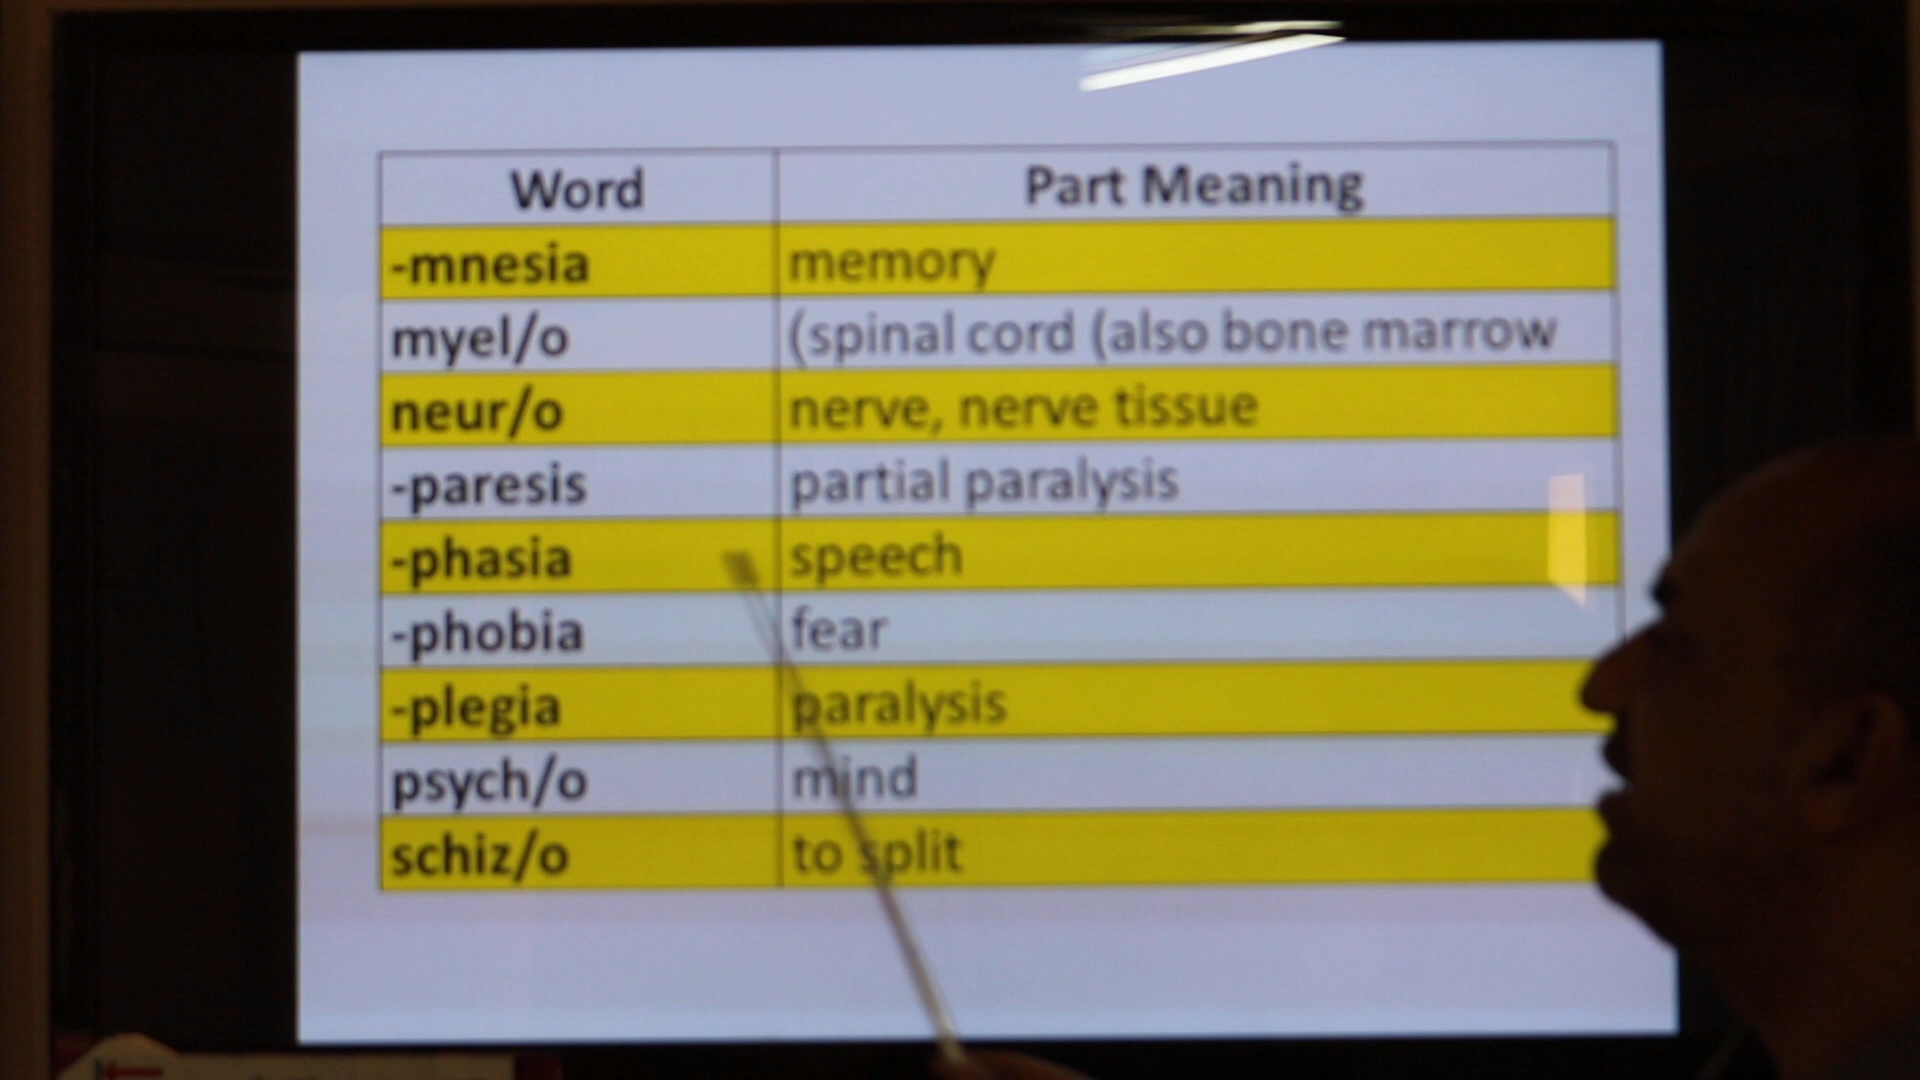 Word Part Meaning
-mnesia memory
myel/o (spinal cord (also bone marrow
neur/o nerve, nerve tissue
-paresis partial paralysis
-phasia speech
-phobia fear
-plegia paralysis
psych/o mind
schiz/o to split